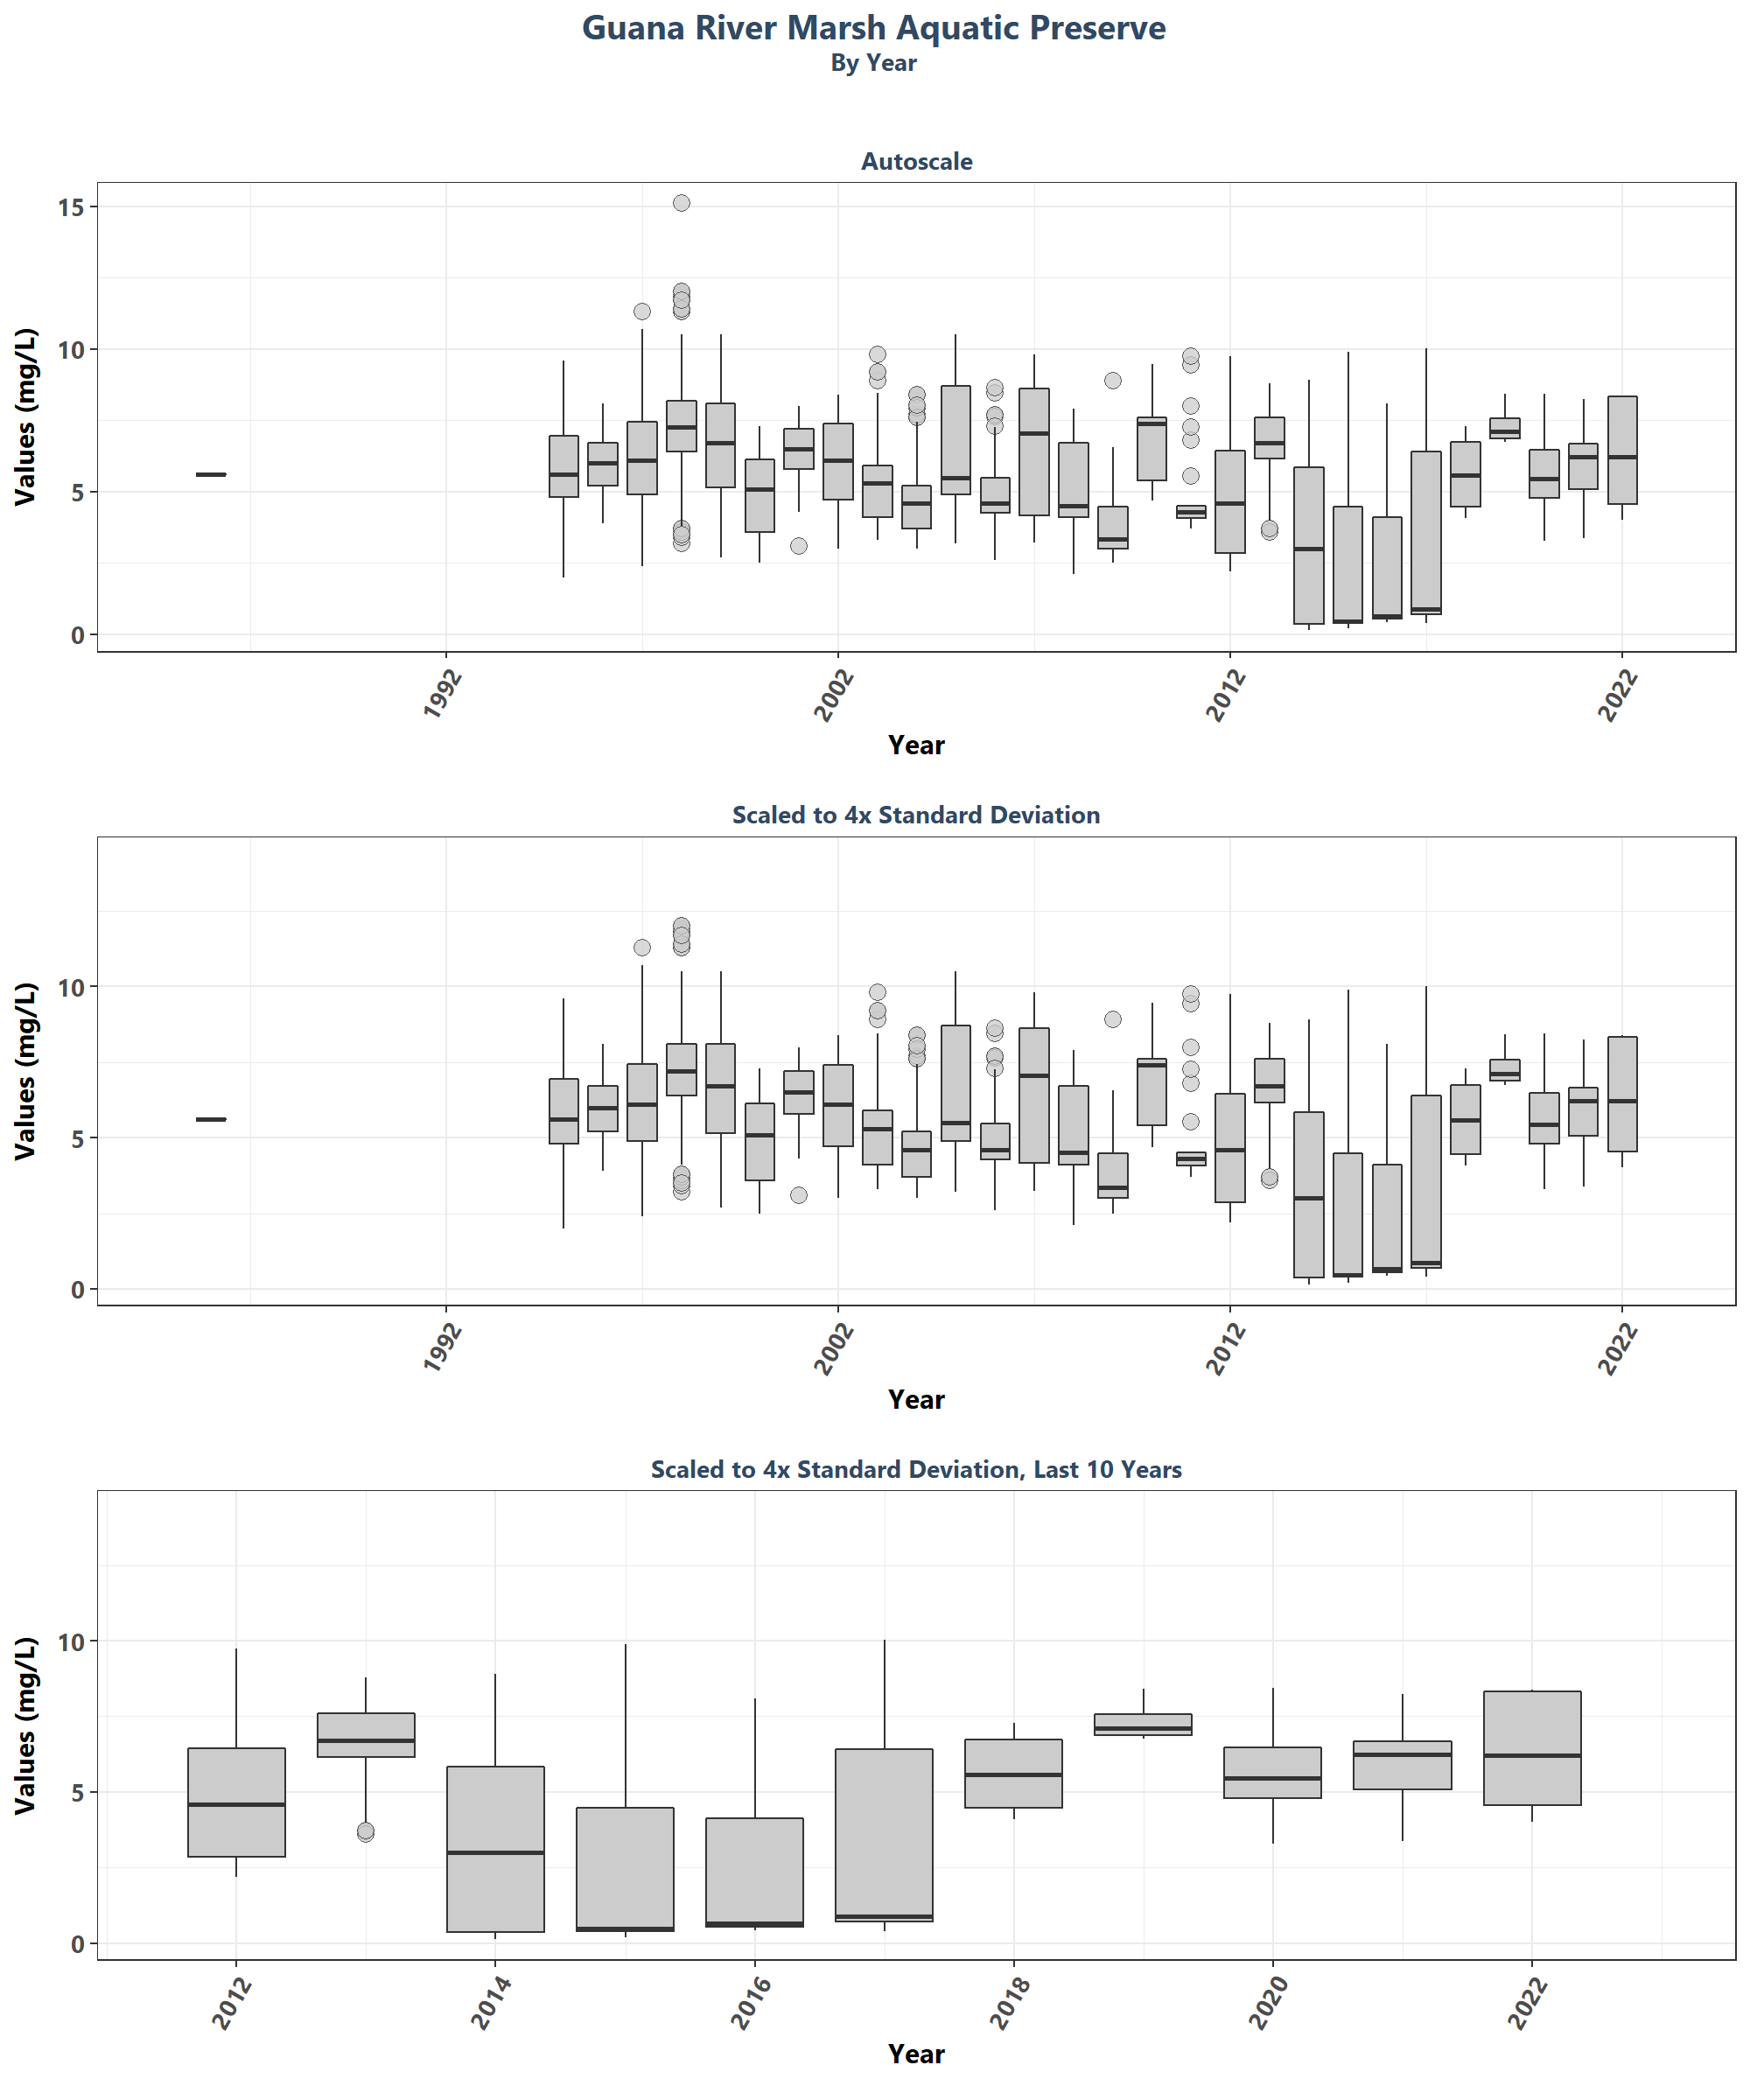 Guana River Marsh Aquatic Preserve
By Year
Autoscale
Values (mg/L)
15
10
5
0
1992
2002
2012
2022
Year
Scaled to 4x Standard Deviation
Values (mg/L)
10
5
0
1992
2002
2012
2022
Year
Scaled to 4x Standard Deviation, Last 10 Years
Values (mg/L)
10
5
0
2012
2014
2016
2018
2020
2022
Year